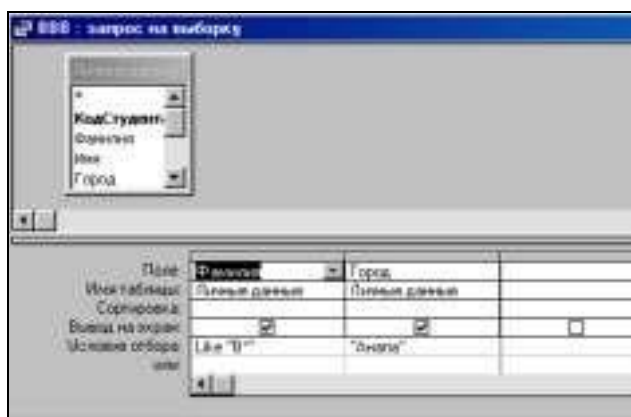 888 : запрос на выборку
*
КодСтудент
Фамилия
Имя
Город
Поле: Фамилия Город
Имя таблицы: Личные данные Личные данные
Сортировка:
Вывод на экран:
Условие отбора: Like "В*" "Анапа"
или: